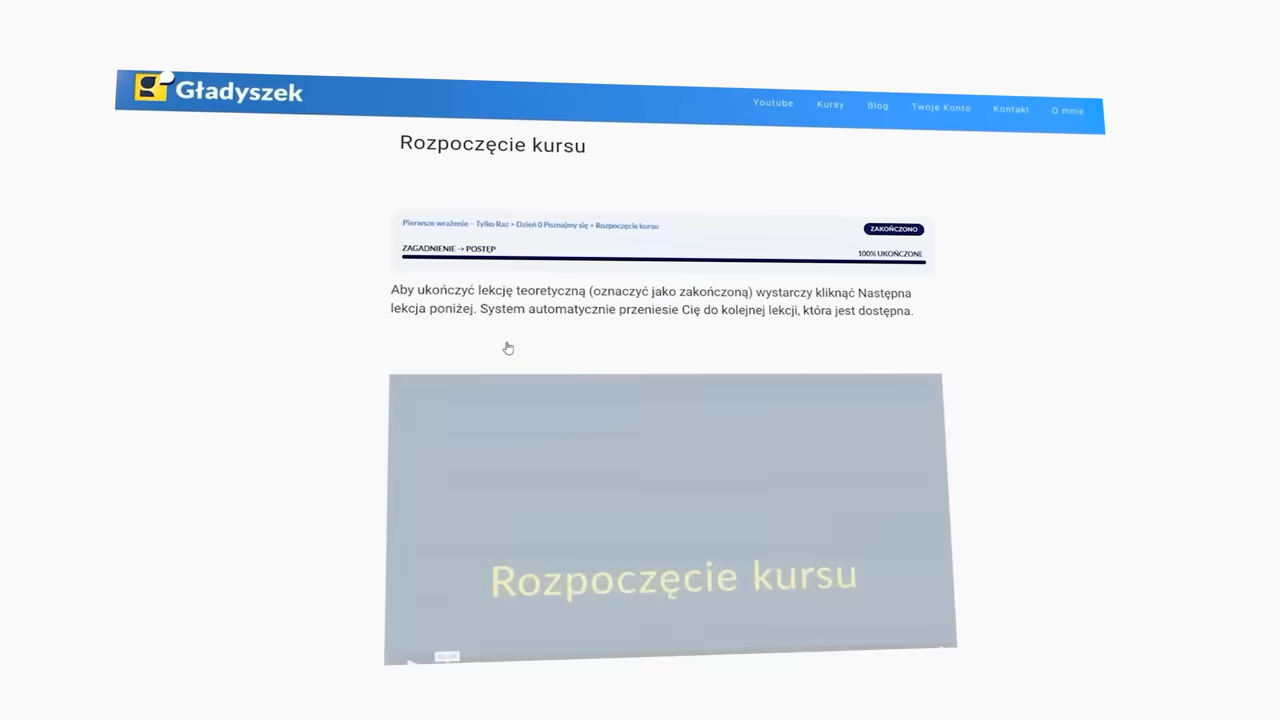 Gładyszek
Youtube Kursy Blog Twoje Konto Kontakt O mnie
Rozpoczęcie kursu
Pierwsze wrażenie – Tylko Raz > Dzień 0 Poznajmy się > Rozpoczęcie kursu
ZAKOŃCZONO
ZAGADNIENIE -> POSTĘP
100% UKOŃCZONE
Aby ukończyć lekcję teoretyczną (oznaczyć jako zakończoną) wystarczy kliknąć Następna
lekcja poniżej. System automatycznie przeniesie Cię do kolejnej lekcji, która jest dostępna.
Rozpoczęcie kursu